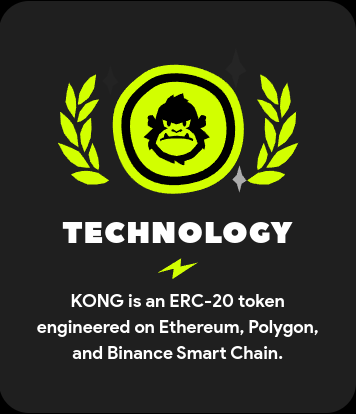 TECHNOLOGY
KONG is an ERC-20 token
engineered on Ethereum, Polygon,
and Binance Smart Chain.